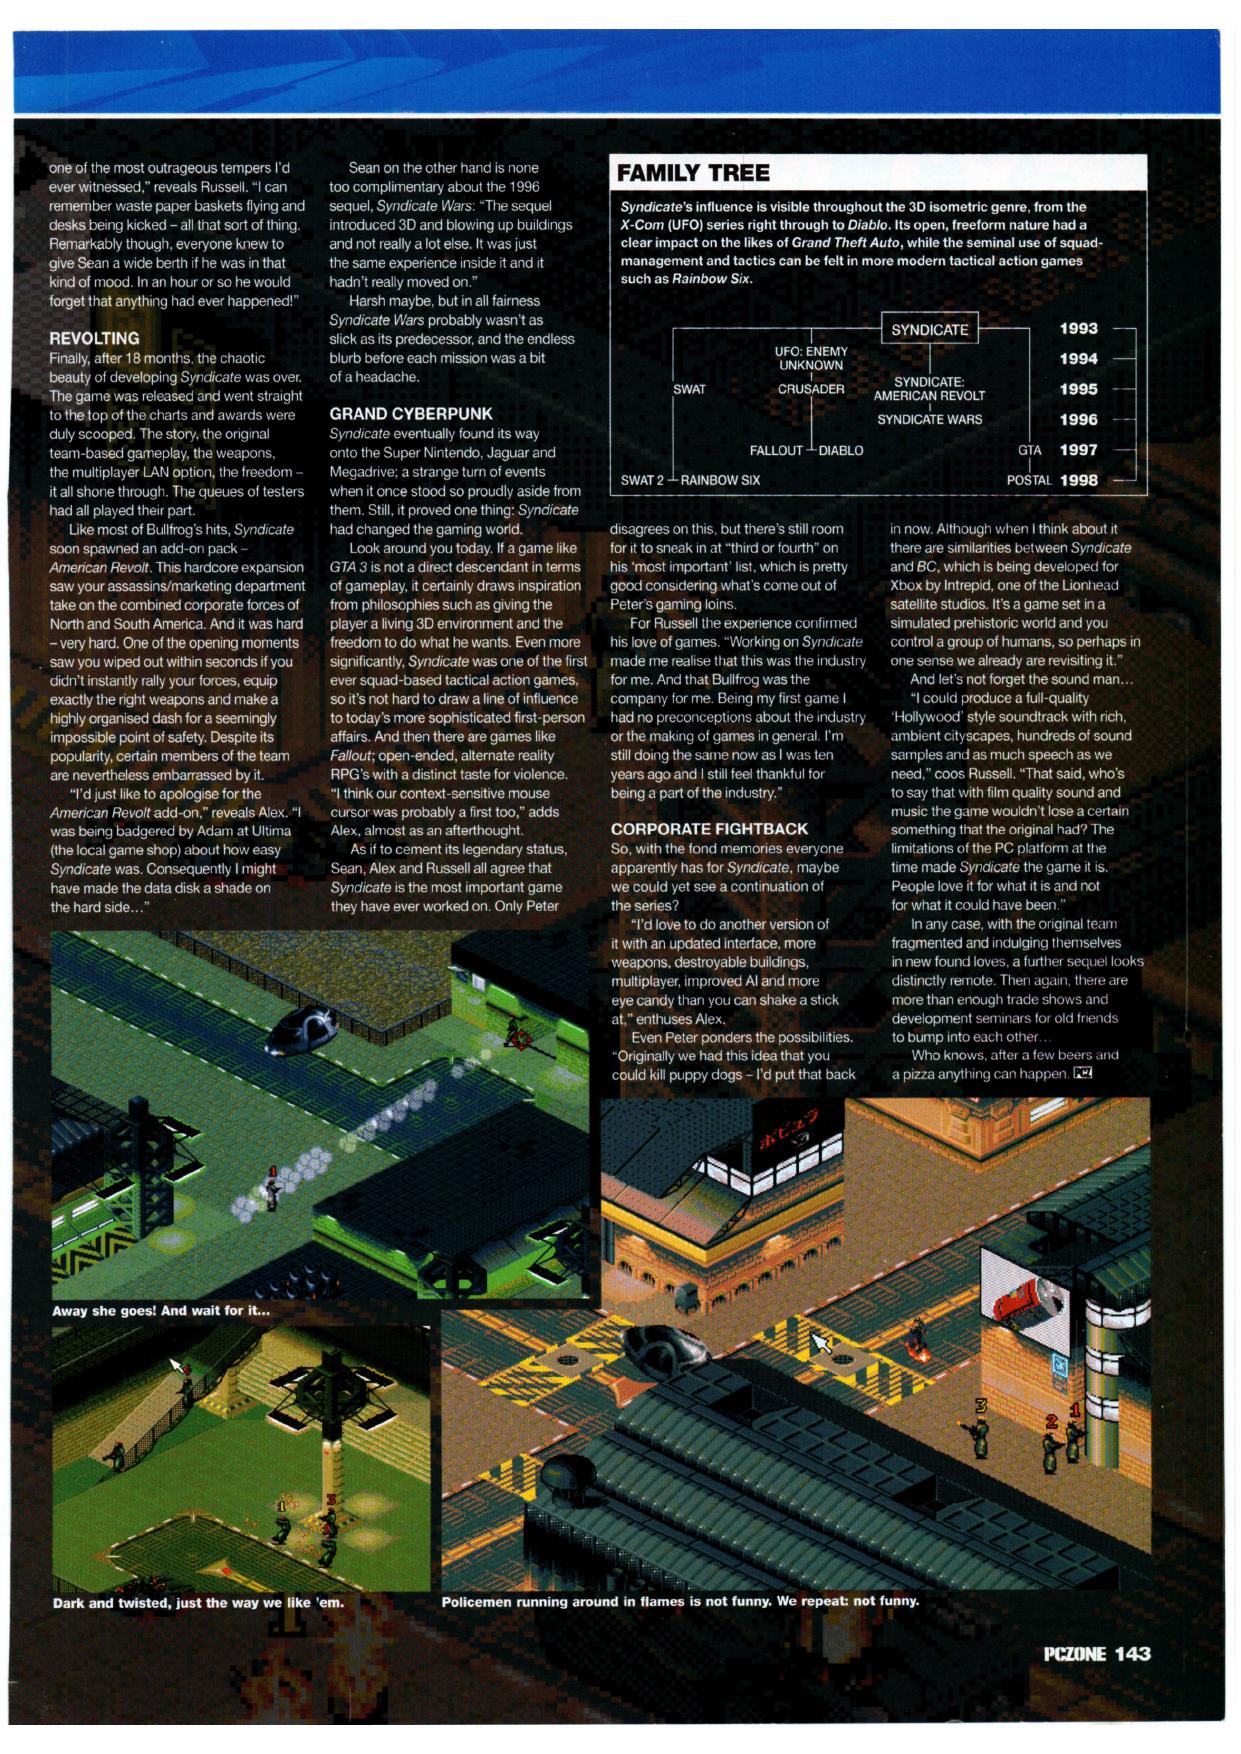 one of the most outrageous tempers I'd
ever witnessed," reveals Russell. "I can
remember waste paper baskets flying and
desks being kicked – all that sort of thing.
Remarkably though, everyone knew to
give Sean a wide berth if he was in that
kind of mood. In an hour or so he would
forget that anything had ever happened!"
REVOLTING
Finally, after 18 months, the chaotic
beauty of developing Syndicate was over.
The game was released and went straight
to the top of the charts and awards were
duly scooped. The story, the original
team-based gameplay, the weapons,
the multiplayer LAN option, the freedom –
it all shone through. The queues of testers
had all played their part.
Like most of Bullfrog's hits, Syndicate
soon spawned an add-on pack –
American Revolt. This hardcore expansion
saw your assassins/marketing department
take on the combined corporate forces of
North and South America. And it was hard
– very hard. One of the opening moments
saw you wiped out within seconds if you
didn't instantly rally your forces, equip
exactly the right weapons and make a
highly organised dash for a seemingly
impossible point of safety. Despite its
popularity, certain members of the team
are nevertheless embarrassed by it.
"I'd just like to apologise for the
American Revolt add-on," reveals Alex. "I
was being badgered by Adam at Ultima
(the local game shop) about how easy
Syndicate was. Consequently I might
have made the data disk a shade on
the hard side..."
Sean on the other hand is none
too complimentary about the 1996
sequel, Syndicate Wars: "The sequel
introduced 3D and blowing up buildings
and not really a lot else. It was just
the same experience inside it and it
hadn't really moved on."
Harsh maybe, but in all fairness
Syndicate Wars probably wasn't as
slick as its predecessor, and the endless
blurb before each mission was a bit
of a headache.
GRAND CYBERPUNK
Syndicate eventually found its way
onto the Super Nintendo, Jaguar and
Megadrive; a strange turn of events
when it once stood so proudly aside from
them. Still, it proved one thing: Syndicate
had changed the gaming world.
Look around you today. If a game like
GTA 3 is not a direct descendant in terms
of gameplay, it certainly draws inspiration
from philosophies such as giving the
player a living 3D environment and the
freedom to do what he wants. Even more
significantly, Syndicate was one of the first
ever squad-based tactical action games,
so it's not hard to draw a line of influence
to today's more sophisticated first-person
affairs. And then there are games like
Fallout; open-ended, alternate reality
RPG's with a distinct taste for violence.
"I think our context-sensitive mouse
cursor was probably a first too," adds
Alex, almost as an afterthought.
As if to cement its legendary status,
Sean, Alex and Russell all agree that
Syndicate is the most important game
they have ever worked on. Only Peter
FAMILY TREE
Syndicate's influence is visible throughout the 3D isometric genre, from the
X-Com (UFO) series right through to Diablo. Its open, freeform nature had a
clear impact on the likes of Grand Theft Auto, while the seminal use of squad-
management and tactics can be felt in more modern tactical action games
such as Rainbow Six.
SYNDICATE 1993
UFO: ENEMY
UNKNOWN 1994
SWAT CRUSADER SYNDICATE:
AMERICAN REVOLT 1995
SYNDICATE WARS 1996
FALLOUT DIABLO GTA 1997
SWAT 2 RAINBOW SIX POSTAL 1998
disagrees on this, but there's still room
for it to sneak in at "third or fourth" on
his 'most important' list, which is pretty
good considering what's come out of
Peter's gaming loins.
For Russell the experience confirmed
his love of games. "Working on Syndicate
made me realise that this was the industry
for me. And that Bullfrog was the
company for me. Being my first game I
had no preconceptions about the industry
or the making of games in general. I'm
still doing the same now as I was ten
years ago and I still feel thankful for
being a part of the industry."
CORPORATE FIGHTBACK
So, with the fond memories everyone
apparently has for Syndicate, maybe
we could yet see a continuation of
the series?
"I'd love to do another version of
it with an updated interface, more
weapons, destroyable buildings,
multiplayer, improved AI and more
eye candy than you can shake a stick
at," enthuses Alex.
Even Peter ponders the possibilities.
"Originally we had this idea that you
could kill puppy dogs – I'd put that back
in now. Although when I think about it
there are similarities between Syndicate
and BC, which is being developed for
Xbox by Intrepid, one of the Lionhead
satellite studios. It's a game set in a
simulated prehistoric world and you
control a group of humans, so perhaps in
one sense we already are revisiting it."
And let's not forget the sound man...
"I could produce a full-quality
'Hollywood' style soundtrack with rich,
ambient cityscapes, hundreds of sound
samples and as much speech as we
need," coos Russell. "That said, who's
to say that with film quality sound and
music the game wouldn't lose a certain
something that the original had? The
limitations of the PC platform at the
time made Syndicate the game it is.
People love it for what it is and not
for what it could have been."
In any case, with the original team
fragmented and indulging themselves
in new found loves, a further sequel looks
distinctly remote. Then again, there are
more than enough trade shows and
development seminars for old friends
to bump into each other...
Who knows, after a few beers and
a pizza anything can happen. PCZ
4
1
Away she goes! And wait for it...
ポピュラ
3
2
1
4
1
3
Dark and twisted, just the way we like 'em.
Policemen running around in flames is not funny. We repeat: not funny.
PCZONE 143